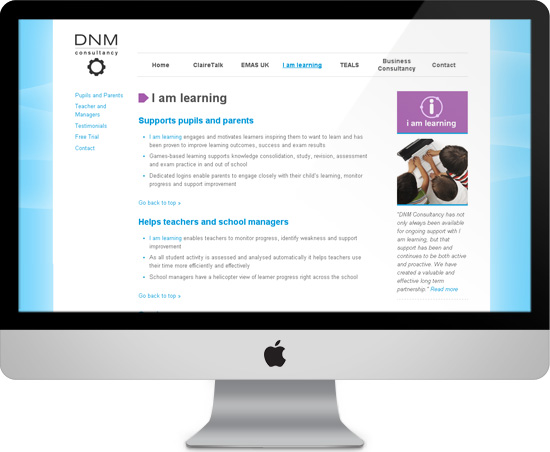 DNM
consultancy
Home
ClaireTalk
EMAS UK
I am learning
TEALS
Business
Consultancy
Contact
Pupils and Parents
Teacher and
Managers
Testimonials
Free Trial
Contact
I am learning
Supports pupils and parents
I am learning engages and motivates learners inspiring them to want to learn and has
been proven to improve learning outcomes, success and exam results
Games-based learning supports knowledge consolidation, study, revision, assessment
and exam practice in and out of school
Dedicated logins enable parents to engage closely with their child's learning, monitor
progress and support improvement
Go back to top »
Helps teachers and school managers
I am learning enables teachers to monitor progress, identify weakness and support
improvement
As all student activity is assessed and analysed automatically it helps teachers use
their time more efficiently and effectively
School managers have a helicopter view of learner progress right across the school
Go back to top »
i am learning
"DNM Consultancy has not
only always been available
for ongoing support with I
am learning, but that
support has been and
continues to be both active
and proactive. We have
created a valuable and
effective long term
partnership." Read more